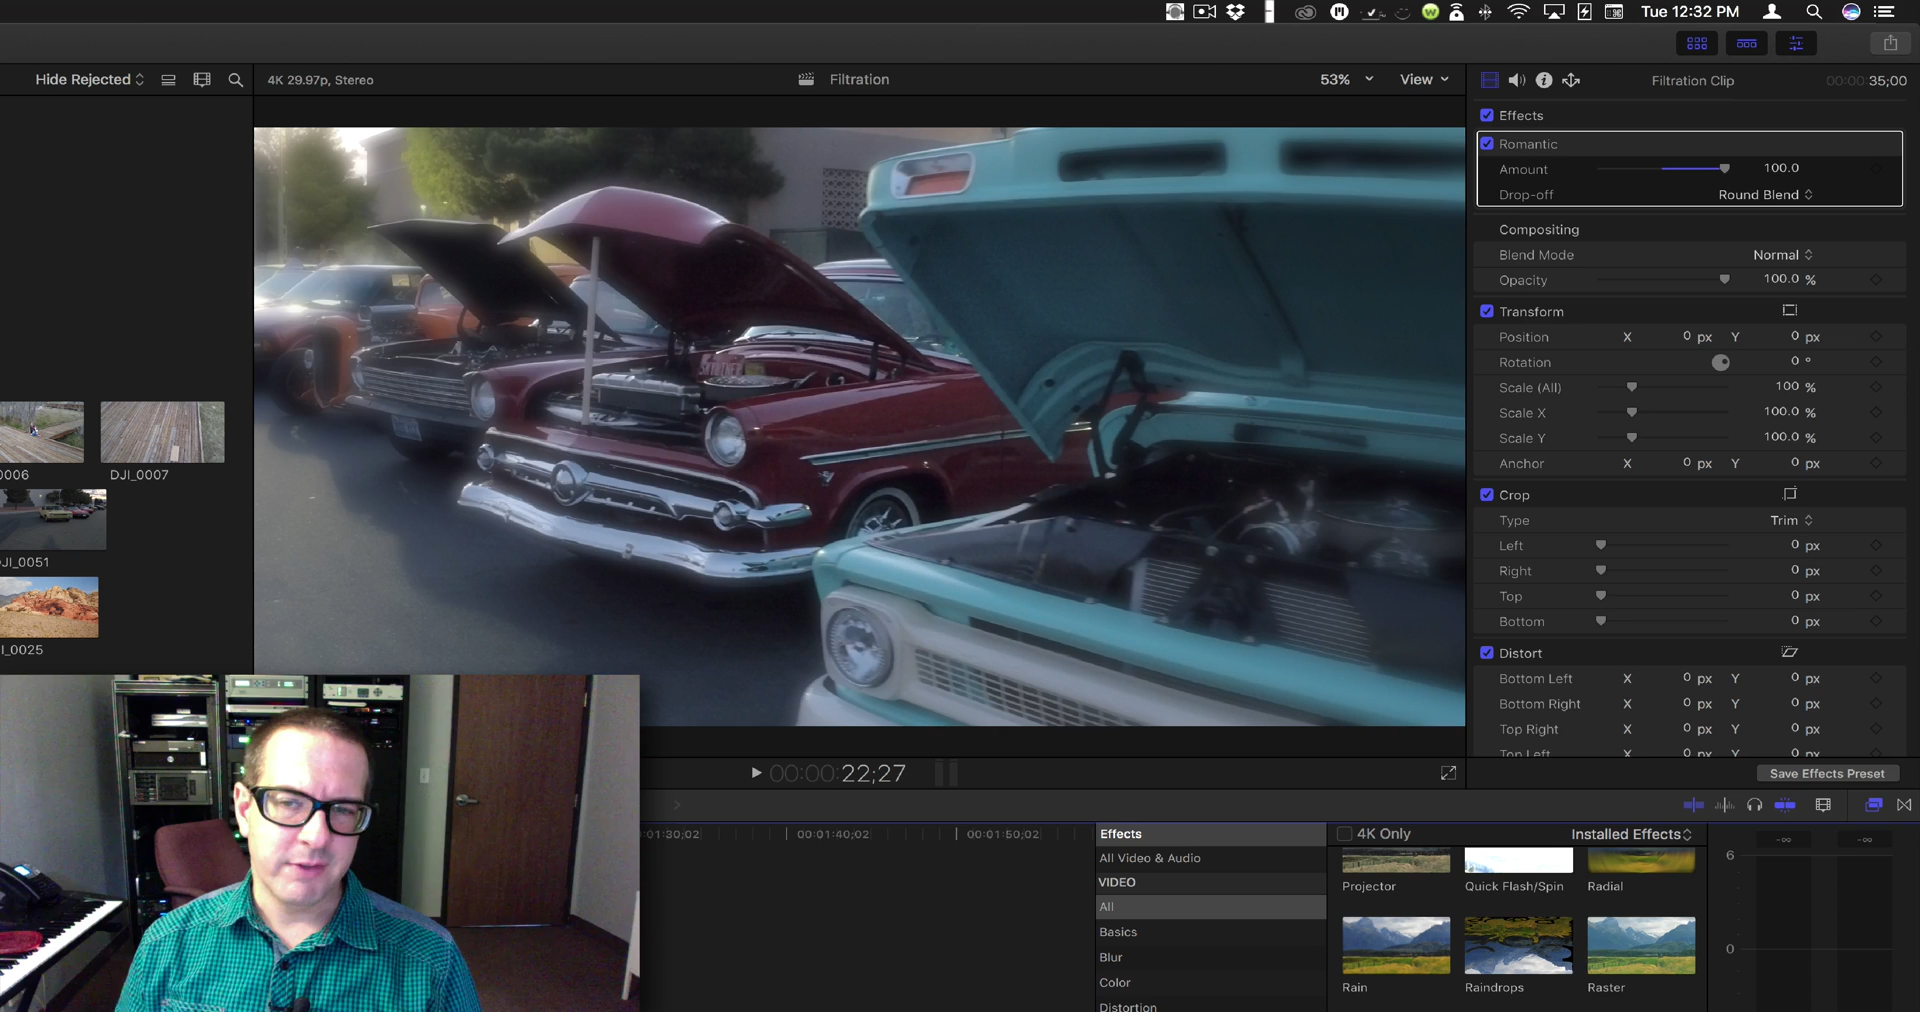 Tue 12:32 PM
Hide Rejected
4K 29.97p, Stereo
Filtration
53%
View
Filtration Clip
00:00:35;00
Effects
Romantic
Amount 100.0
Drop-off Round Blend
Compositing
Blend Mode Normal
Opacity 100.0 %
Transform
Position X 0 px Y 0 px
Rotation 0 °
Scale (All) 100 %
Scale X 100.0 %
Scale Y 100.0 %
Anchor X 0 px Y 0 px
Crop
Type Trim
Left 0 px
Right 0 px
Top 0 px
Bottom 0 px
Distort
Bottom Left X 0 px Y 0 px
Bottom Right X 0 px Y 0 px
Top Right X 0 px Y 0 px
Top Left
0006
DJI_0007
DJI_0051
I_0025
00:00:22;27
Save Effects Preset
01:30;02
00:01:40;02
00:01:50;02
Effects
All Video & Audio
VIDEO
All
Basics
Blur
Color
Distortion
4K Only
Installed Effects
Projector
Quick Flash/Spin
Radial
Rain
Raindrops
Raster
-∞ -∞
6
0